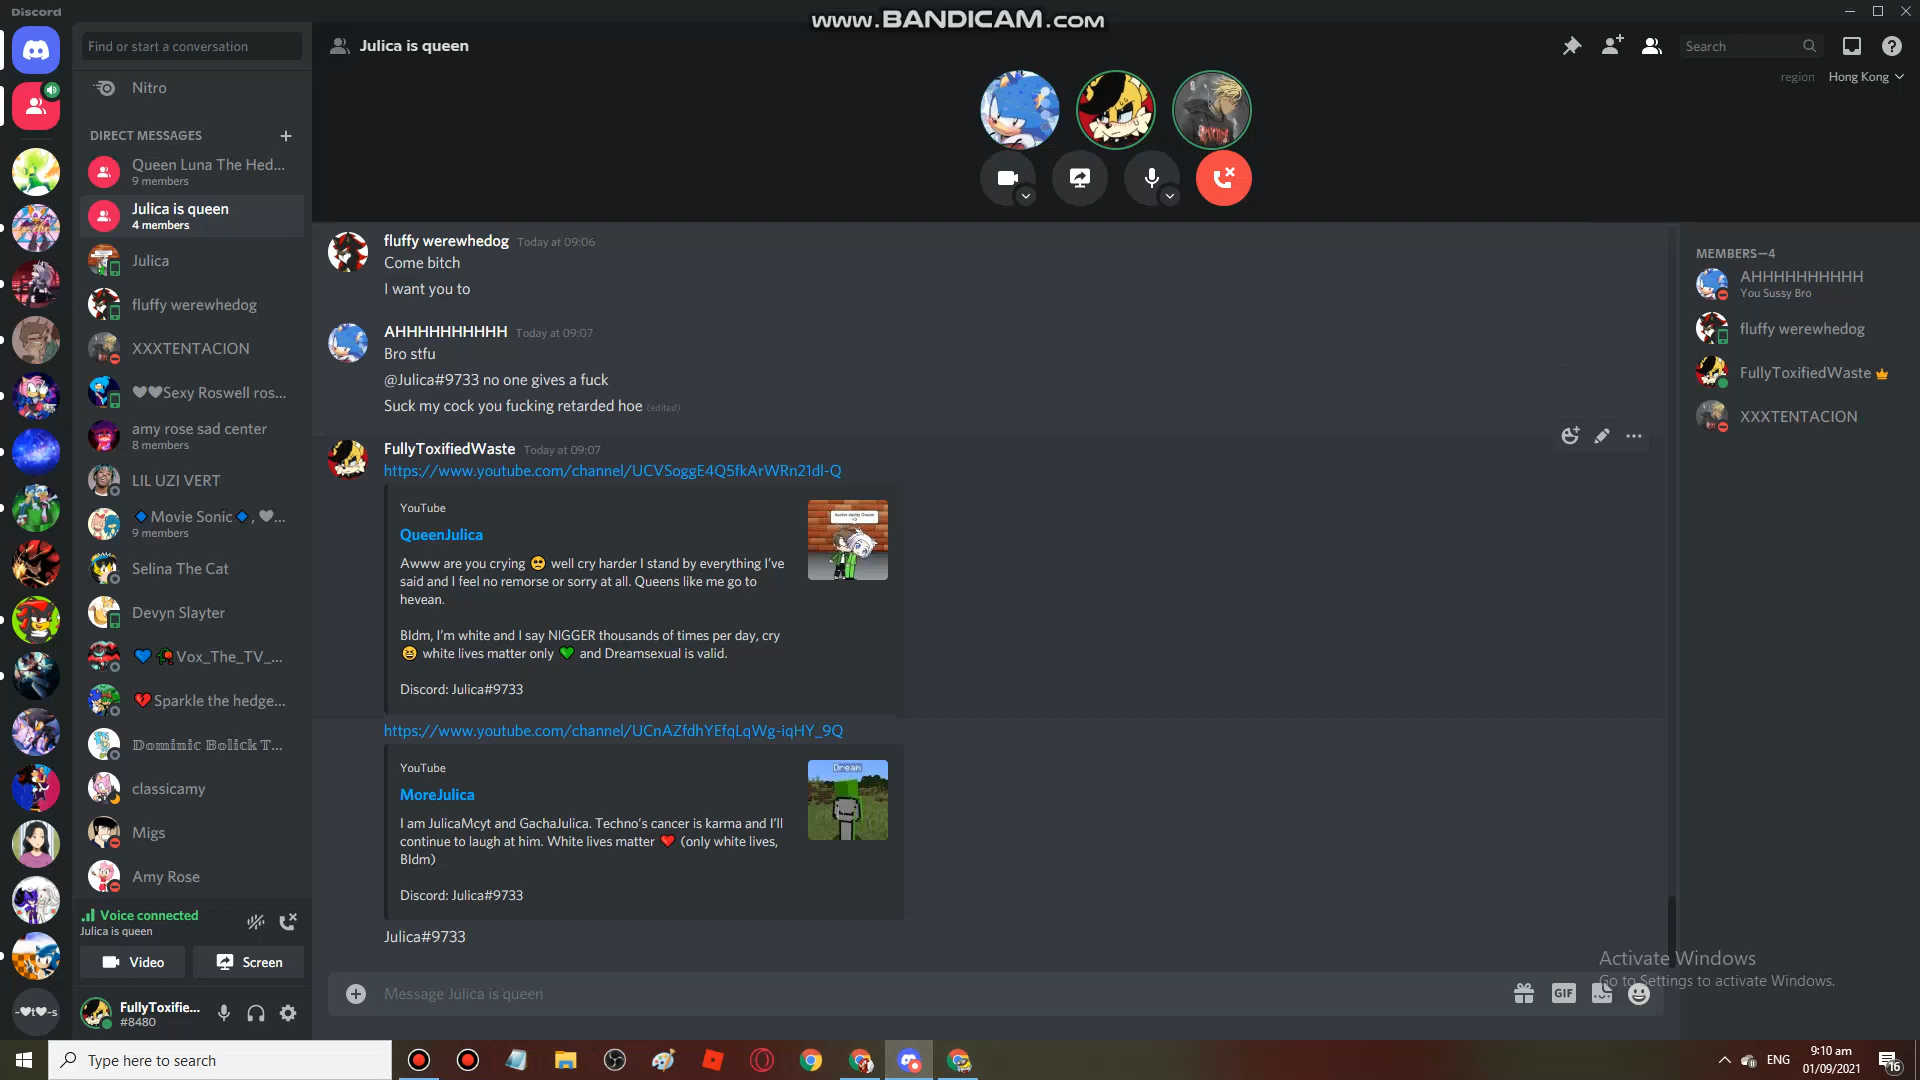 Discord
www.BANDICAM.com
Find or start a conversation
Julica is queen
Search
region Hong Kong
Nitro
DIRECT MESSAGES
Queen Luna The Hed...
9 members
Julica is queen
4 members
Julica
fluffy werewhedog
XXXTENTACION
Sexy Roswell ros...
amy rose sad center
8 members
LIL UZI VERT
🔷Movie Sonic🔷, 🤍...
9 members
Selina The Cat
Devyn Slayter
💙🥀Vox_The_TV_...
💔Sparkle the hedge...
𝔻𝕠𝕞𝕚𝕟𝕚𝕔 𝔹𝕠𝕝𝕚𝕔𝕜 𝕋...
classicamy
Migs
Amy Rose
Voice connected
Julica is queen
Video Screen
FullyToxifie...
#8480
fluffy werewhedog Today at 09:06
Come bitch
I want you to
AHHHHHHHHHH Today at 09:07
Bro stfu
@Julica#9733 no one gives a fuck
Suck my cock you fucking retarded hoe (edited)
FullyToxifiedWaste Today at 09:07
https://www.youtube.com/channel/UCVSoggE4Q5fkArWRn21dl-Q
YouTube
QueenJulica
Awww are you crying 🥺 well cry harder I stand by everything I've
said and I feel no remorse or sorry at all. Queens like me go to
hevean.
Bldm, I'm white and I say NIGGER thousands of times per day, cry
😆 white lives matter only 💚 and Dreamsexual is valid.
Discord: Julica#9733
https://www.youtube.com/channel/UCnAZfdhYEfqLqWg-iqHY_9Q
YouTube
Dream
MoreJulica
I am JulicaMcyt and GachaJulica. Techno's cancer is karma and I'll
continue to laugh at him. White lives matter ❤️ (only white lives,
Bldm)
Discord: Julica#9733
Julica#9733
Message Julica is queen
GIF
MEMBERS—4
AHHHHHHHHHH
You Sussy Bro
fluffy werewhedog
FullyToxifiedWaste
XXXTENTACION
Activate Windows
Go to Settings to activate Windows.
Type here to search
ENG
9:10 am
01/09/2021
16